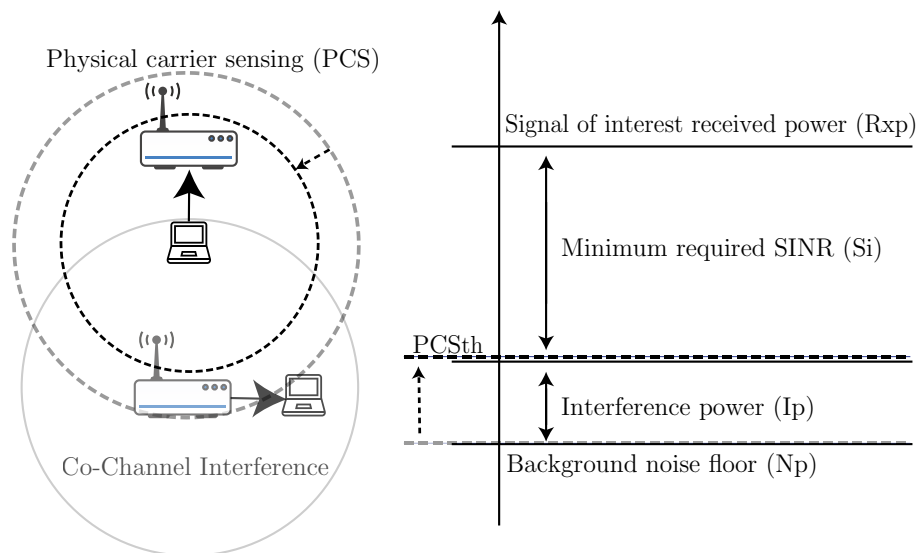 Physical carrier sensing (PCS)
Signal of interest received power (Rxp)
Minimum required SINR (Si)
PCSth
Interference power (Ip)
Co-Channel Interference
Background noise floor (Np)